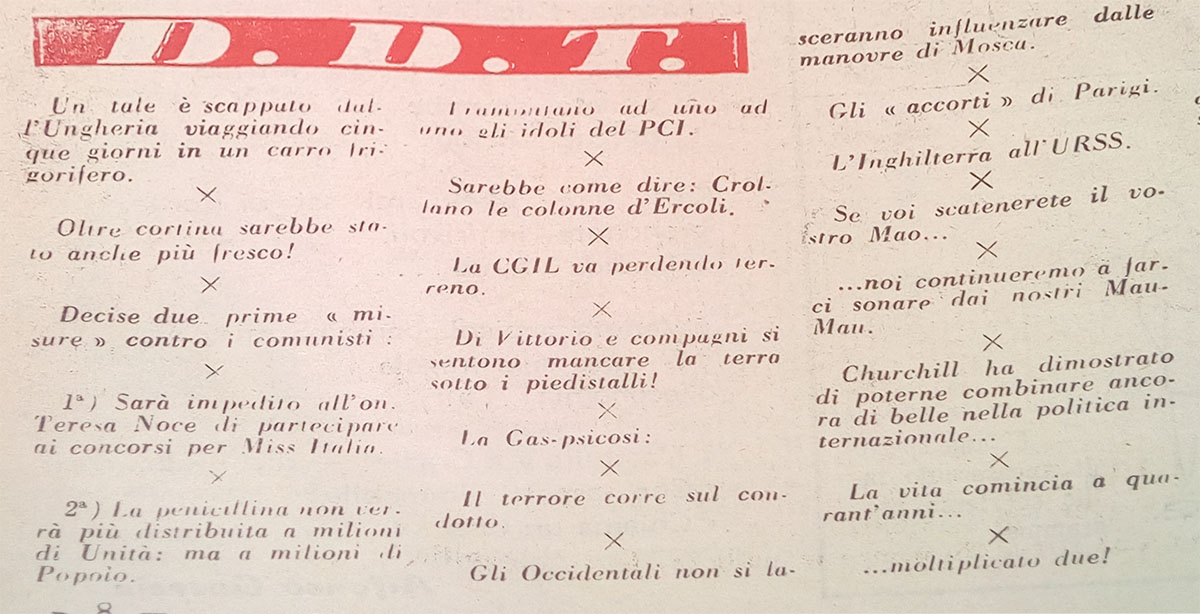 D. D. T.
Un tale è scappato dal-
l'Ungheria viaggiando cin-
que giorni in un carro fri-
gorifero.
×
Oltre cortina sarebbe sta-
to anche più fresco!
×
Decise due prime « mi-
sure » contro i comunisti :
×
1ª) Sarà impedito all'on.
Teresa Noce di partecipare
ai concorsi per Miss Italia.
×
2ª) La penicillina non ver-
rà più distribuita a milioni
di Unità: ma a milioni di
Popolo.
8
Tramontano ad uno ad
uno gli idoli del PCI.
×
Sarebbe come dire: Crol-
lano le colonne d'Ercoli.
×
La CGIL va perdendo ter-
reno.
×
Di Vittorio e compagni si
sentono mancare la terra
sotto i piedistalli!
×
La Gas-psicosi:
×
Il terrore corre sul con-
dotto.
×
Gli Occidentali non si la-
sceranno influenzare dalle
manovre di Mosca.
×
Gli « accorti » di Parigi.
×
L'Inghilterra all'URSS.
×
Se voi scatenerete il vo-
stro Mao...
×
...noi continueremo a far-
ci sonare dai nostri Mau-
Mau.
×
Churchill ha dimostrato
di poterne combinare anco-
ra di belle nella politica in-
ternazionale...
×
La vita comincia a qua-
rant'anni...
×
...moltiplicato due!